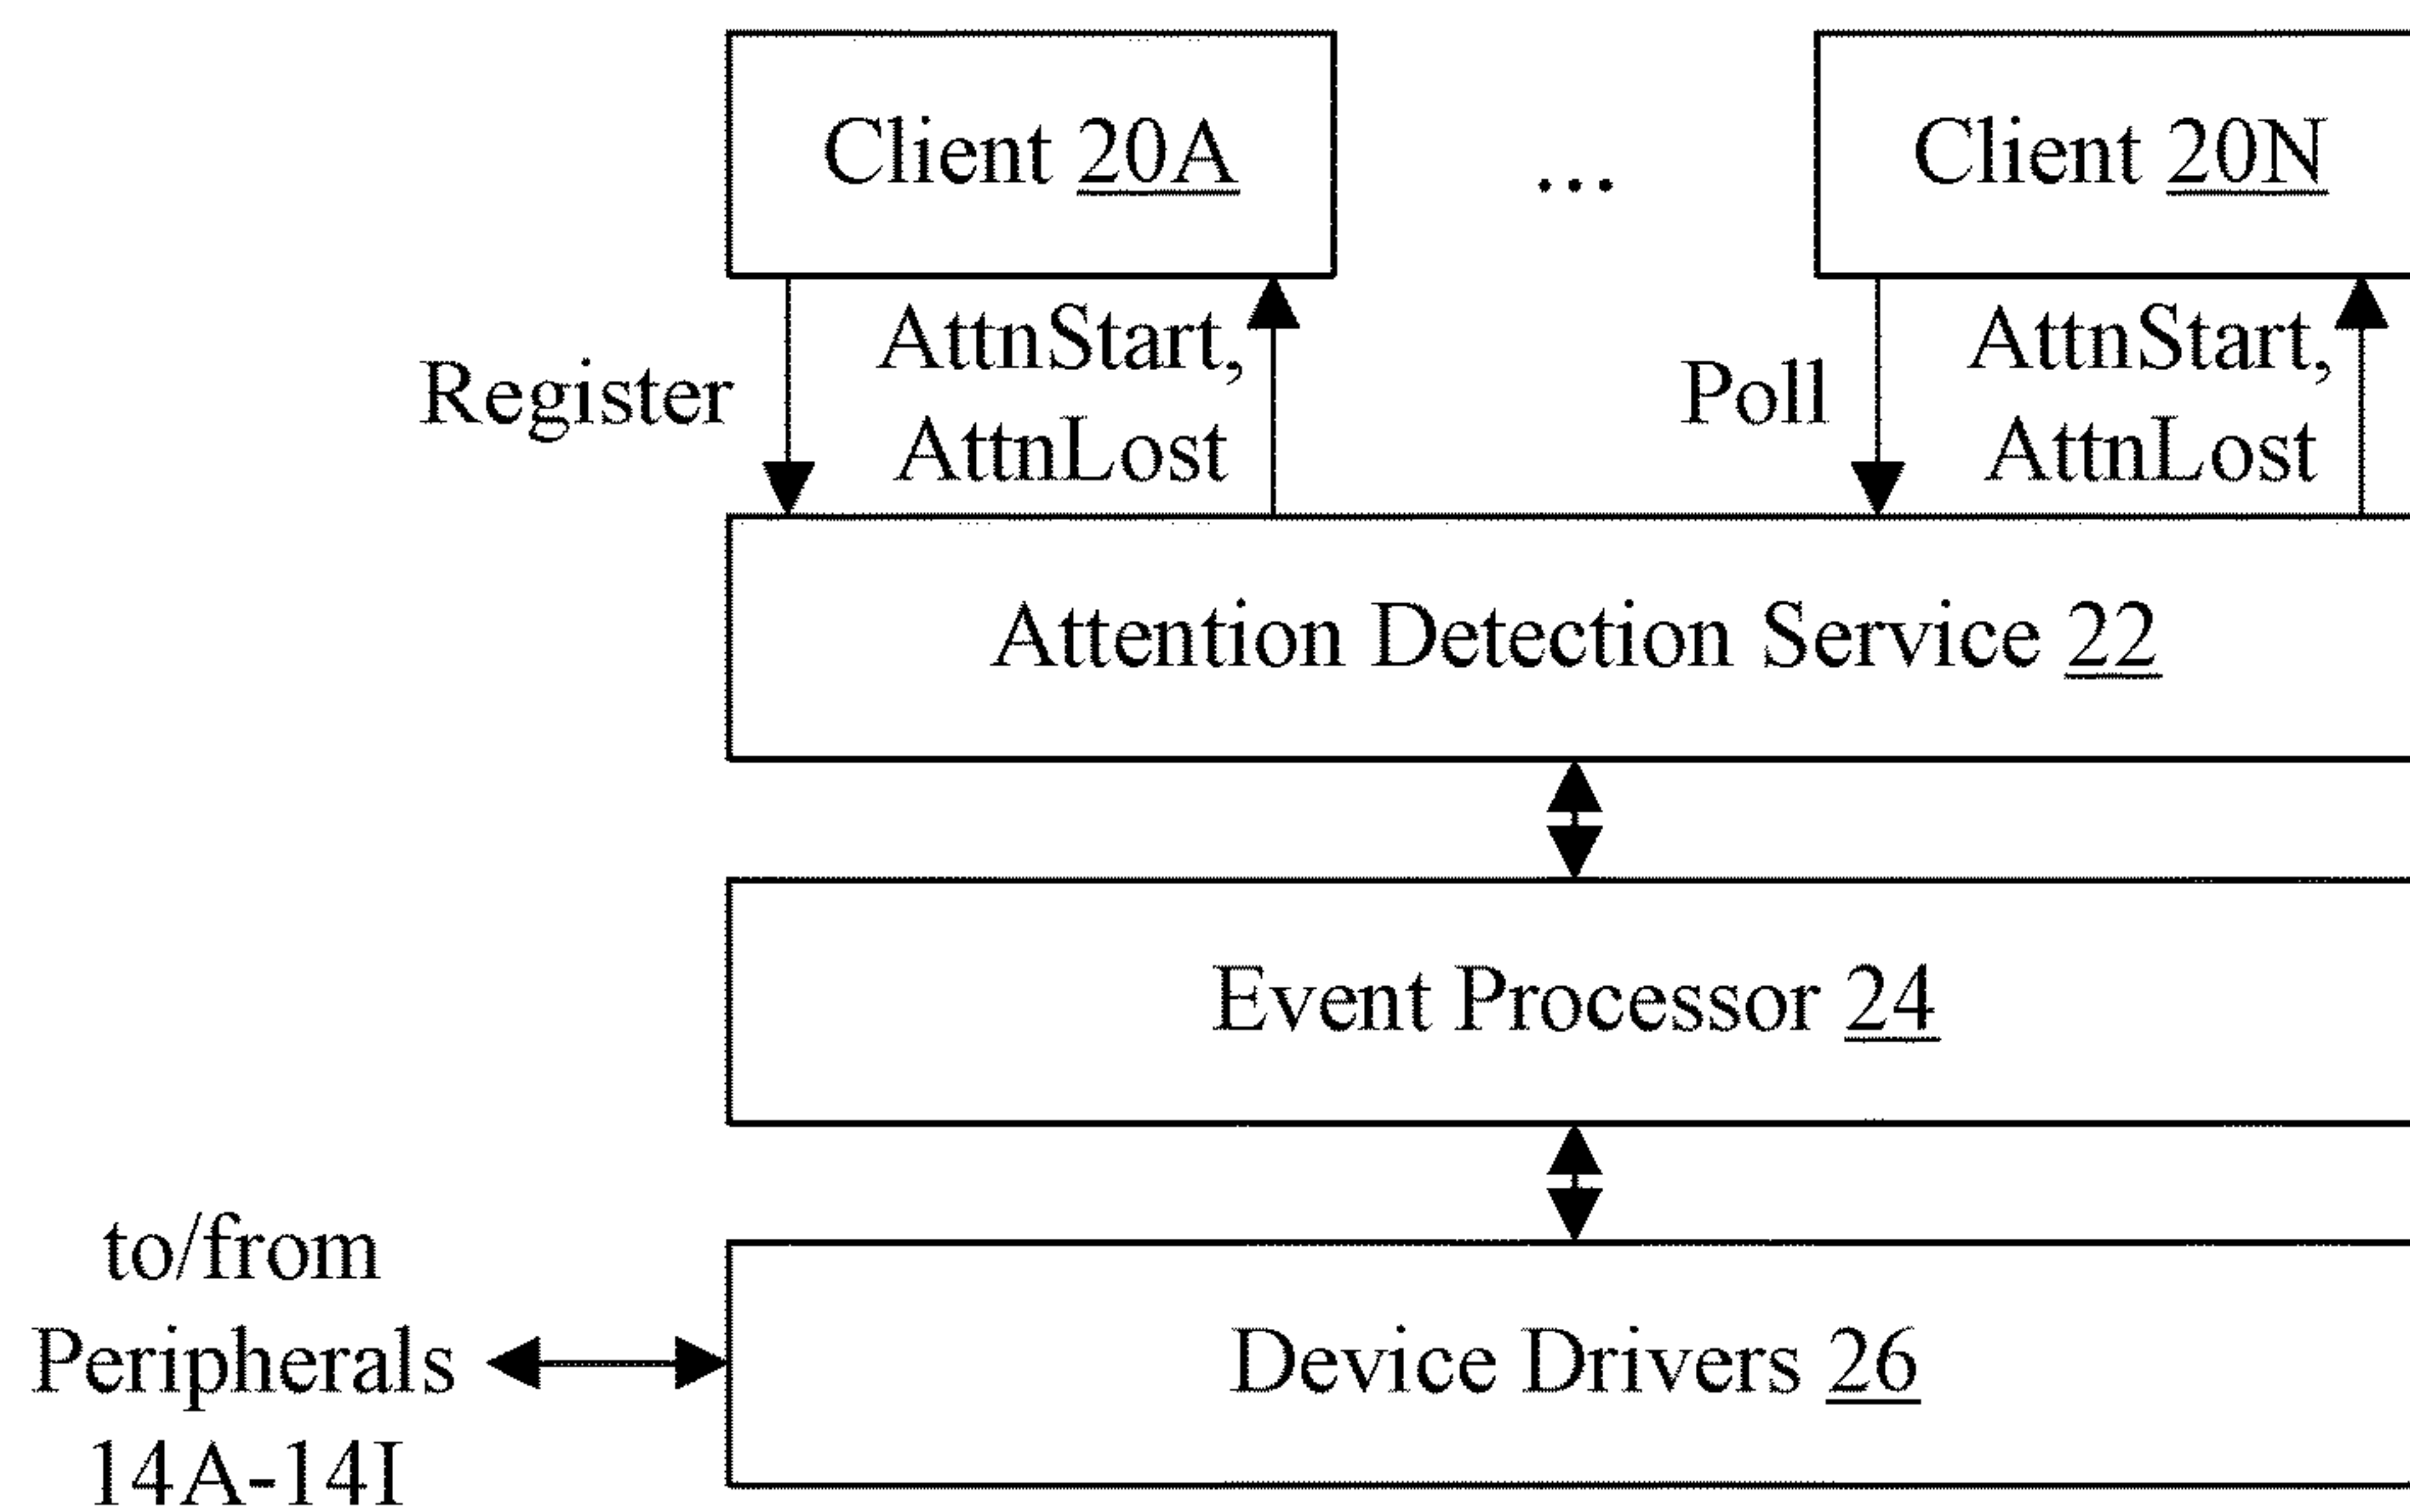 Client 20A
...
Client 20N
Register
AttnStart,
AttnLost
Poll
AttnStart,
AttnLost
Attention Detection Service 22
Event Processor 24
to/from
Peripherals
14A-14I
Device Drivers 26